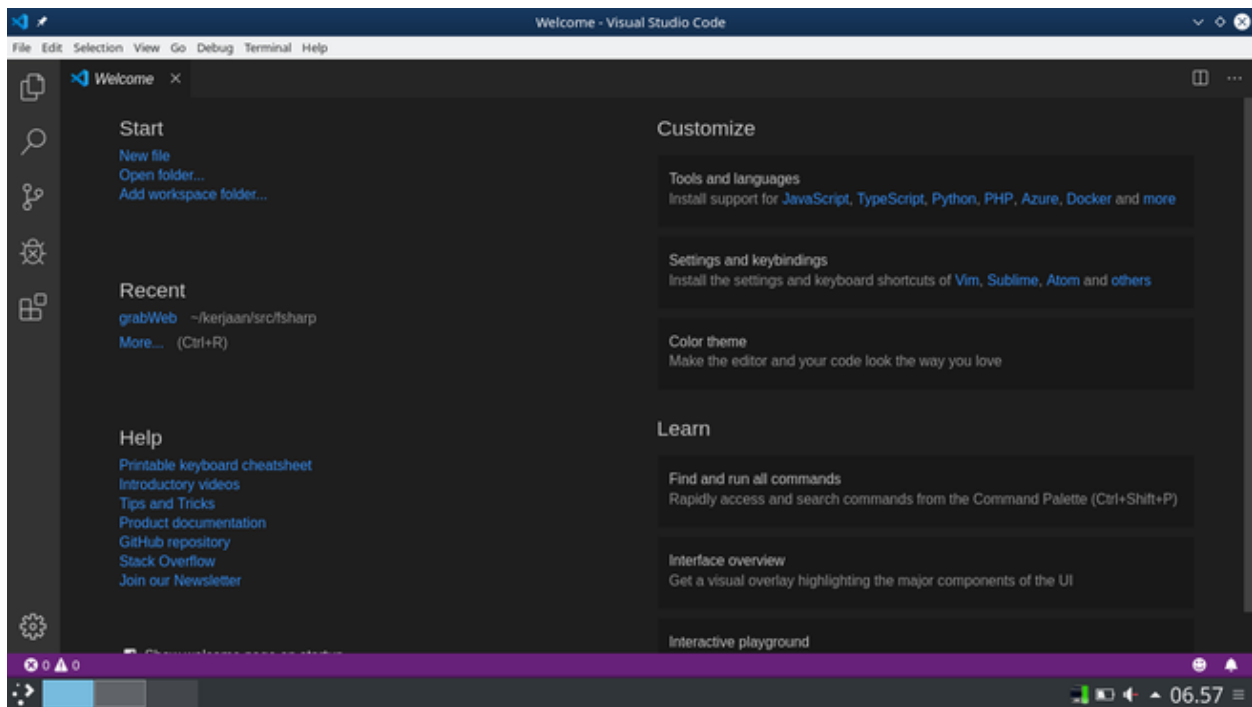 Welcome - Visual Studio Code
File Edit Selection View Go Debug Terminal Help
Welcome
Start
New file
Open folder...
Add workspace folder...
Recent
grabWeb ~/kerjaan/src/fsharp
More... (Ctrl+R)
Help
Printable keyboard cheatsheet
Introductory videos
Tips and Tricks
Product documentation
GitHub repository
Stack Overflow
Join our Newsletter
Show welcome page on startup
Customize
Tools and languages
Install support for JavaScript, TypeScript, Python, PHP, Azure, Docker and more
Settings and keybindings
Install the settings and keyboard shortcuts of Vim, Sublime, Atom and others
Color theme
Make the editor and your code look the way you love
Learn
Find and run all commands
Rapidly access and search commands from the Command Palette (Ctrl+Shift+P)
Interface overview
Get a visual overlay highlighting the major components of the UI
Interactive playground
0 0
06.57